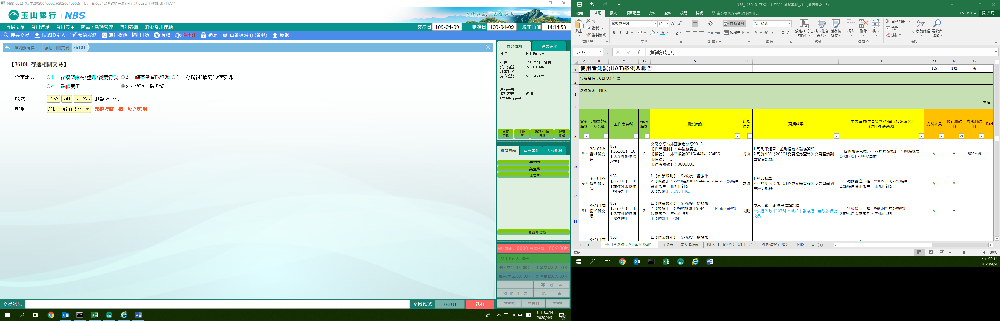 NBS-uat2 (版本:2020040902.b2020040902) 使用者:00242(測試櫃一辰) 分行別:9232 工作站:L9711A11
玉山銀行 | NBS
心清如玉 義重如山
自選交易 常用連結 常用表單 商品 / 活動管理 智能客服 消金常用連結
交易日 109-04-09 帳務日 109-04-09 現在時間 14:14:53
搜尋交易 帳號ID引入 預約服務 蒞行提醒 日誌 授權 廣播:1 鎖定 重啟週邊 (已啟動) 簽退
單/摺(補換.. 存摺相關交易 36101
【36101 存摺相關交易】
作業類別 1 - 存摺明細補/重印/變更行次 2 - 綜存單資料印錄 3 - 存摺補/換發/封面列印
4 - 磁條更正 5 - 恢復一摺多幣
帳號 9232 441 610576 測試顏一地
幣別 SGD - 新加坡幣 請選擇原一摺一幣之幣別
身分識別 產品往來
姓名 測試顏一地
生日 1981年01月01日
統一編號 C299000446
理專姓名
身分註記 A/C REVIEW
注意事項
簡訊密碼 使用中
近期事故異動
顧客資訊 手續費 通路/共同行銷 顧客影像
推薦商品 重要事件 互動記錄
無資料
無資料
無資料
一般轉介登錄
服務號碼: 0000 等候時間: 00分00秒
VIP:0人 00分
個人交易:0人 00分 企業交易:0人 00分
開戶/申請:0人 00分 外匯業務:0人 00分
再 呼 叫
預 約 叫 號 結 束
無資料 無資料 無資料
交易訊息 交易代號 36101 執行
中
下午 02:14
2020/4/9
6
NBS_【36101存摺相關交易】測試案例_v1.4_測資盤點 - Excel
檔案 常用 插入 版面配置 公式 資料 校閱 檢視 告訴我您想要執行的動作... TEST19134 共用
貼上 剪下 複製 複製格式 微軟正黑體 12 B I U 自動換列 跨欄置中 通用格式 $ % 設定格式化的條件 格式化為表格 儲存格樣式 插入 刪除 格式 自動加總 填滿 清除 排序與篩選 尋找與選取
剪貼簿 字型 對齊方式 數值 樣式 儲存格 編輯
AS97 fx 測試前幾天：
A B C D G H I L M N O
1 使用者測試(UAT)案例＆報告 155 132 76
2 專案名稱：CBP03 存款
3 測試系統：NBS
4 專項
5 案例編號 功能代號及名稱 工作表名稱 情境編號 測試案例 交易結果 預期結果 前置準備(包含資料/外圍介接系統等)(與IT討論確認) 測試人員 預計測試日 實際測試日
96 89 36101存摺相關交易 NBS_【36101】_10【活存外幣磁條更正】 6
交易分行為外匯指定分行9915
【作業類別】：4-磁條更正
【帳號】：外幣帳號0015-441-123456
【摺號】：1
【存簿編號】：0000001
成功
1.可列印短單，並刷摺寫入磁條資訊
2.可於NBS《20301變更記錄查詢》交易查詢到一筆變更記錄
一個外幣正常帳戶，存摺摺號為1、存簿編號為0000001，無02事故
V V 2020/4/9
97 90 36101存摺相關交易 NBS_【36101】_11【活存外幣恢復一摺多幣】 1
1.【作業類別】：5-恢復一摺多幣
2.【帳號】：外幣帳號0015-441-123456，該帳戶為正常戶、無死亡註記
3.【幣別】：USD HKD
成功
1.列印短單
2.可於NBS《20301變更記錄查詢》交易查詢到一筆變更記錄
1.一有發摺之一摺一幣(USD)的外幣帳戶
2.該帳戶為正常戶、無死亡註記
V V
98 91 36101存摺相關交易 NBS_【36101】_11【活存外幣恢復一摺多幣】 2
1.【作業類別】：5-恢復一摺多幣
2.【帳號】：外幣帳號0015-441-123456，該帳戶為正常戶、無死亡註記
3.【幣別】：CNY
失敗
交易失敗，系統出錯誤訊息
**交易失敗: [4073] 本帳戶未發存摺，無法執行此交易
1.一無發摺之一摺一幣(CNY)的外幣帳戶
2.該帳戶為正常戶、無死亡註記
V V
36101存 NBS_ 1.【作業類別】：5-恢復一摺多幣
使用者測試(UAT)案例＆報告 互助表 本交易統計 NBS_【36101】_01【活存台、外幣補登存摺】 NBS_ ...
就緒 80%
下午 02:14
2020/4/9